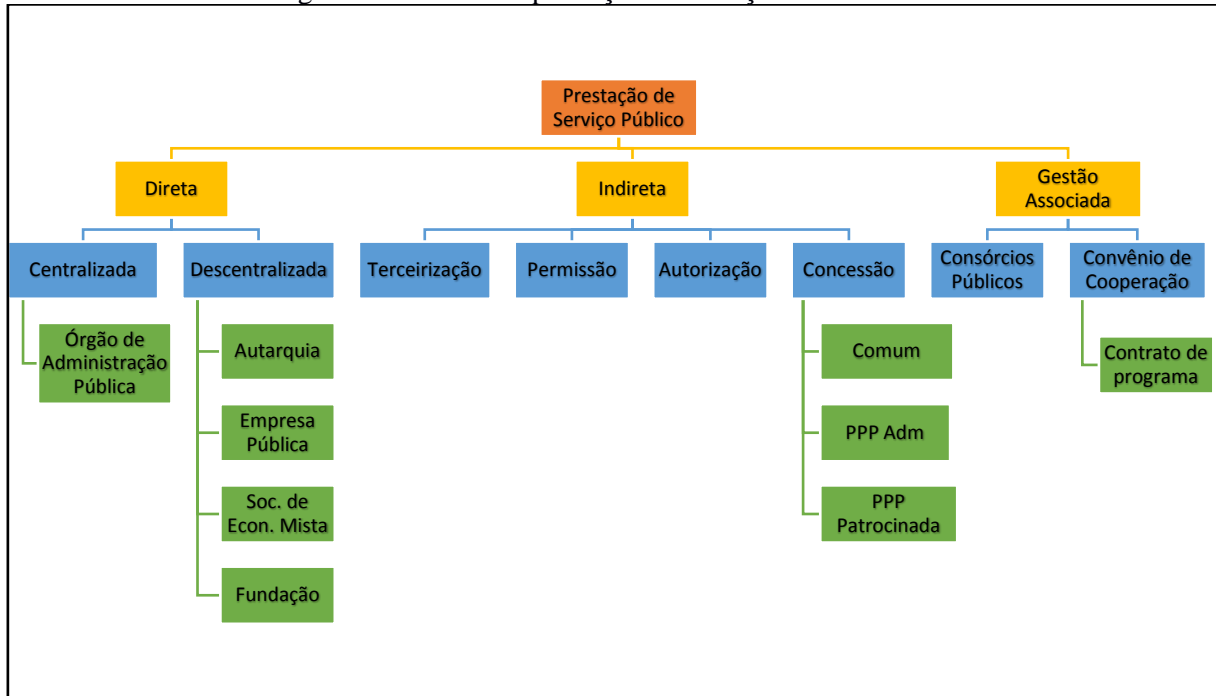 Prestação de
Serviço Público
Direta
Indireta
Gestão
Associada
Centralizada
Descentralizada
Terceirização
Permissão
Autorização
Concessão
Consórcios
Públicos
Convênio de
Cooperação
Órgão de
Administração
Pública
Autarquia
Empresa
Pública
Soc. de
Econ. Mista
Fundação
Comum
PPP Adm
PPP
Patrocinada
Contrato de
programa